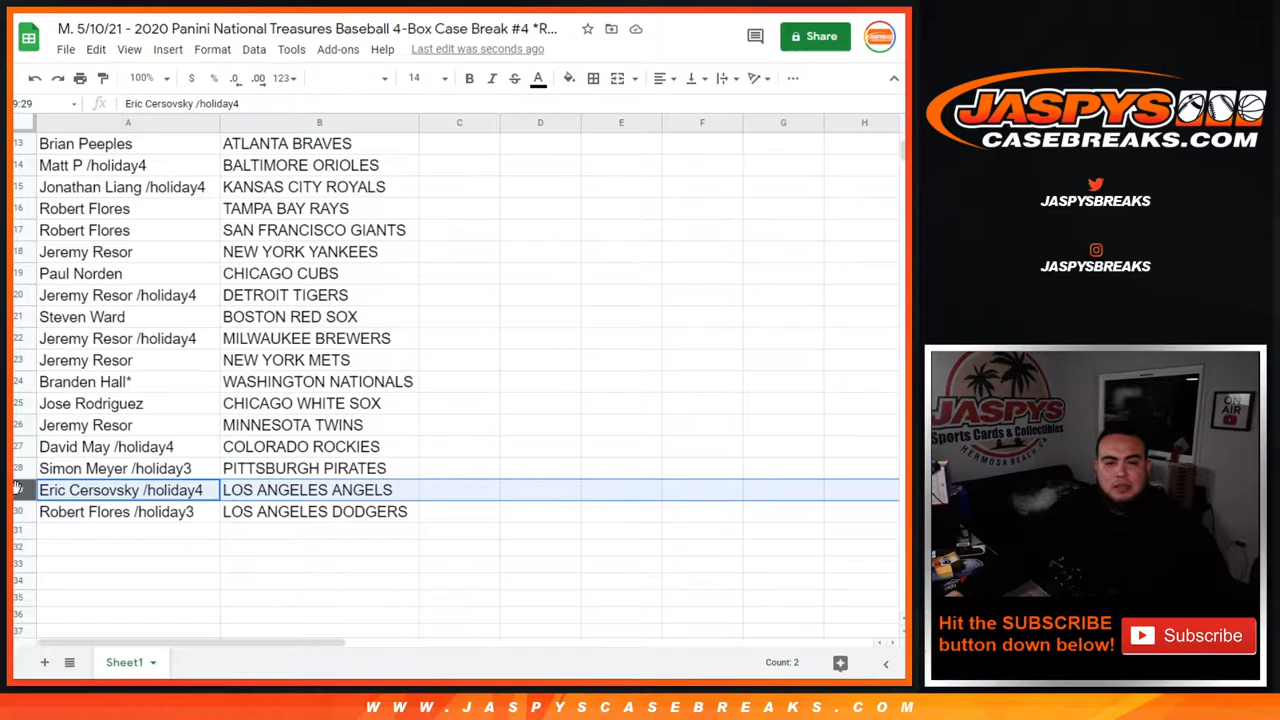 M. 5/10/21 - 2020 Panini National Treasures Baseball 4-Box Case Break #4 *R...
File Edit View Insert Format Data Tools Add-ons Help Last edit was seconds ago
Share
100% $ % .0 .00 123 14 B I S A
9:29 fx Eric Cersovsky /holiday4
A B C D E F G H
13 Brian Peeples ATLANTA BRAVES
14 Matt P /holiday4 BALTIMORE ORIOLES
15 Jonathan Liang /holiday4 KANSAS CITY ROYALS
16 Robert Flores TAMPA BAY RAYS
17 Robert Flores SAN FRANCISCO GIANTS
18 Jeremy Resor NEW YORK YANKEES
19 Paul Norden CHICAGO CUBS
20 Jeremy Resor /holiday4 DETROIT TIGERS
21 Steven Ward BOSTON RED SOX
22 Jeremy Resor /holiday4 MILWAUKEE BREWERS
23 Jeremy Resor NEW YORK METS
24 Branden Hall* WASHINGTON NATIONALS
25 Jose Rodriguez CHICAGO WHITE SOX
26 Jeremy Resor MINNESOTA TWINS
27 David May /holiday4 COLORADO ROCKIES
28 Simon Meyer /holiday3 PITTSBURGH PIRATES
Eric Cersovsky /holiday4 LOS ANGELES ANGELS
30 Robert Flores /holiday3 LOS ANGELES DODGERS
31
32
33
34
35
36
37
Sheet1
Count: 2
JASPYS
CASEBREAKS.COM
JASPYSBREAKS
JASPYSBREAKS
JASPYS
Sports Cards & Collectibles
HERMOSA BEACH, CA
ON AIR
Hit the SUBSCRIBE
button down below!
Subscribe
WWW.JASPYSCASEBREAKS.COM